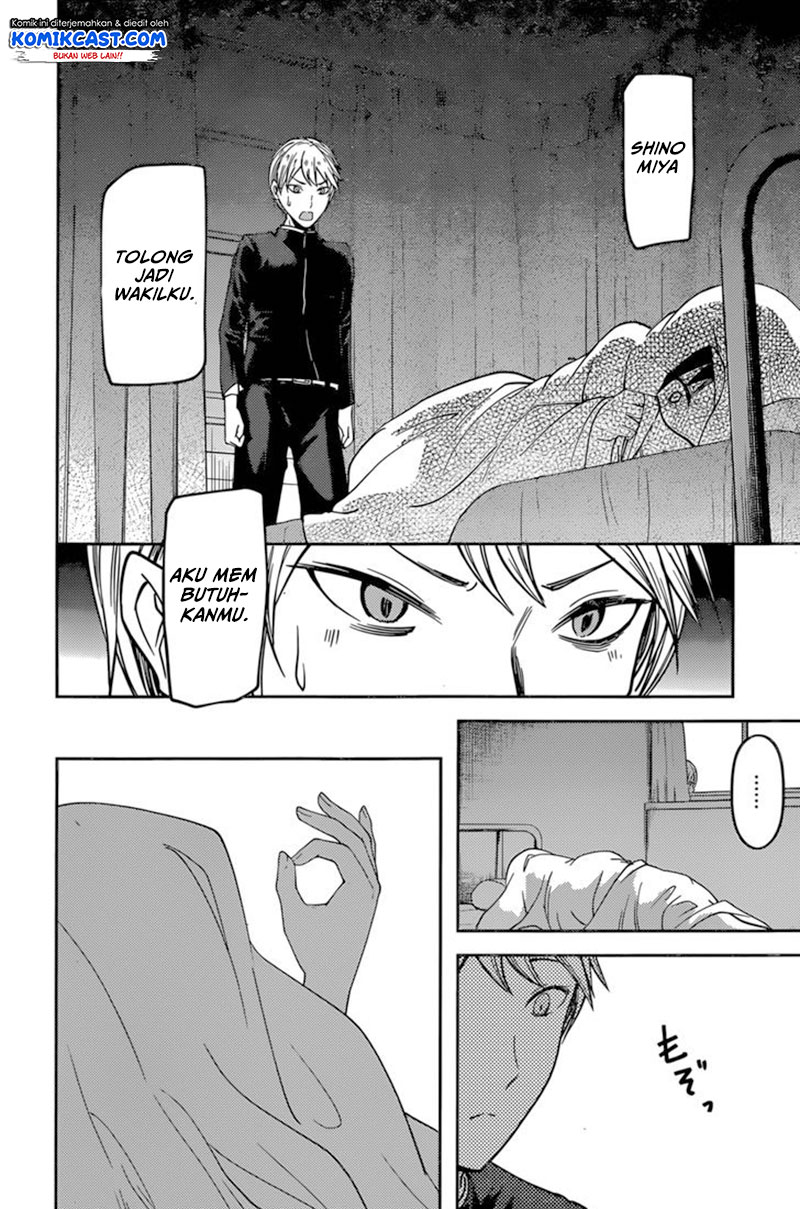 Komik ini diterjemahkan & diedit oleh
KOMIKCAST.COM
BUKAN WEB LAIN!!
SHINO
MIYA
TOLONG
JADI
WAKILKU.
AKU MEM
BUTUH-
KANMU.
......
もぞっ